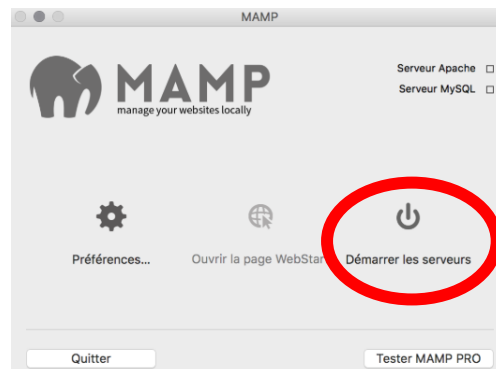 MAMP
MAMP
manage your websites locally
Serveur Apache
Serveur MySQL
Préférences...
Ouvrir la page WebStar
Démarrer les serveurs
Quitter
Tester MAMP PRO